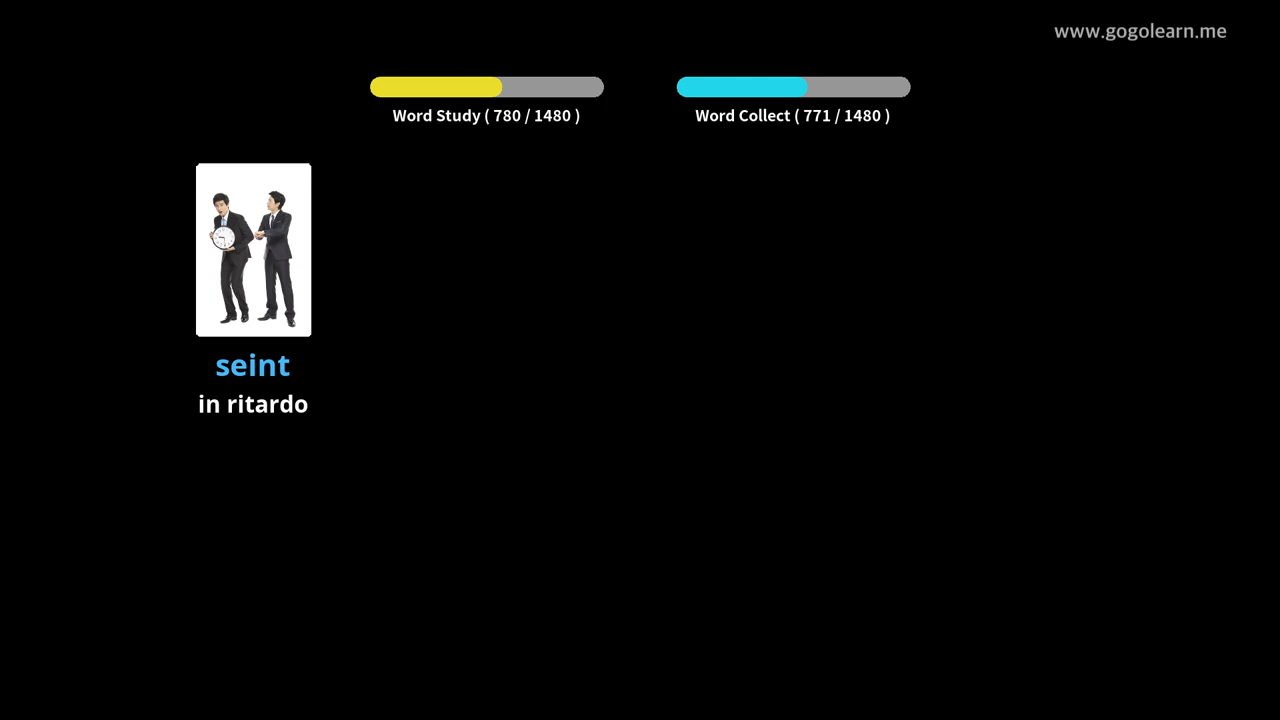 www.gogolearn.me
Word Study ( 780 / 1480 )
Word Collect ( 771 / 1480 )
seint
in ritardo